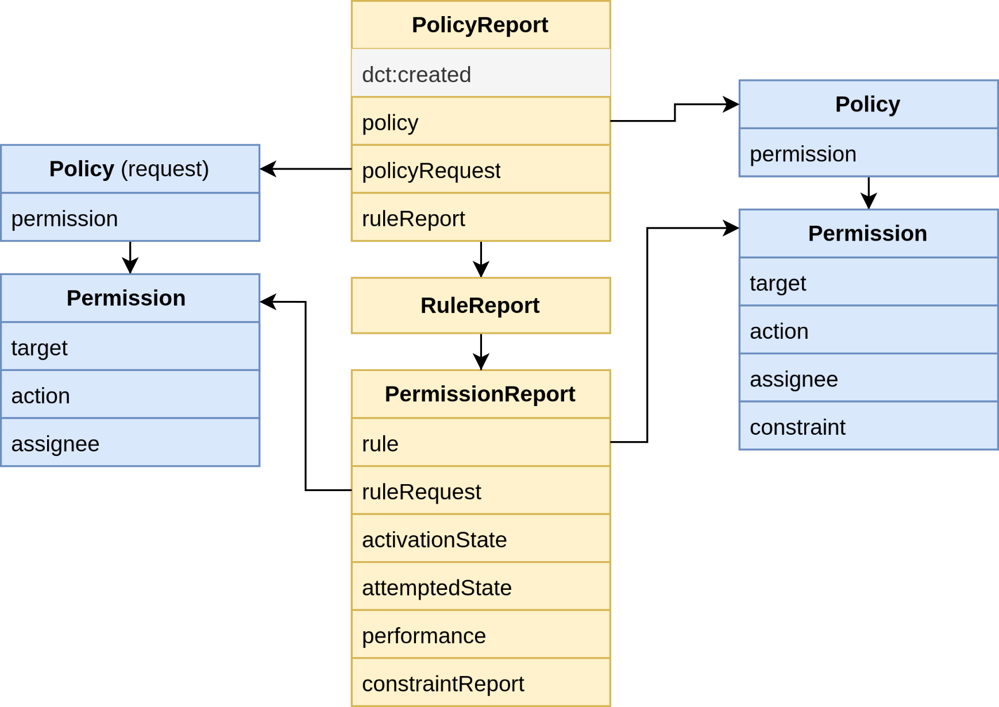 PolicyReport
dct:created
policy
policyRequest
ruleReport
Policy (request)
permission
Permission
target
action
assignee
RuleReport
PermissionReport
rule
ruleRequest
activationState
attemptedState
performance
constraintReport
Policy
permission
Permission
target
action
assignee
constraint